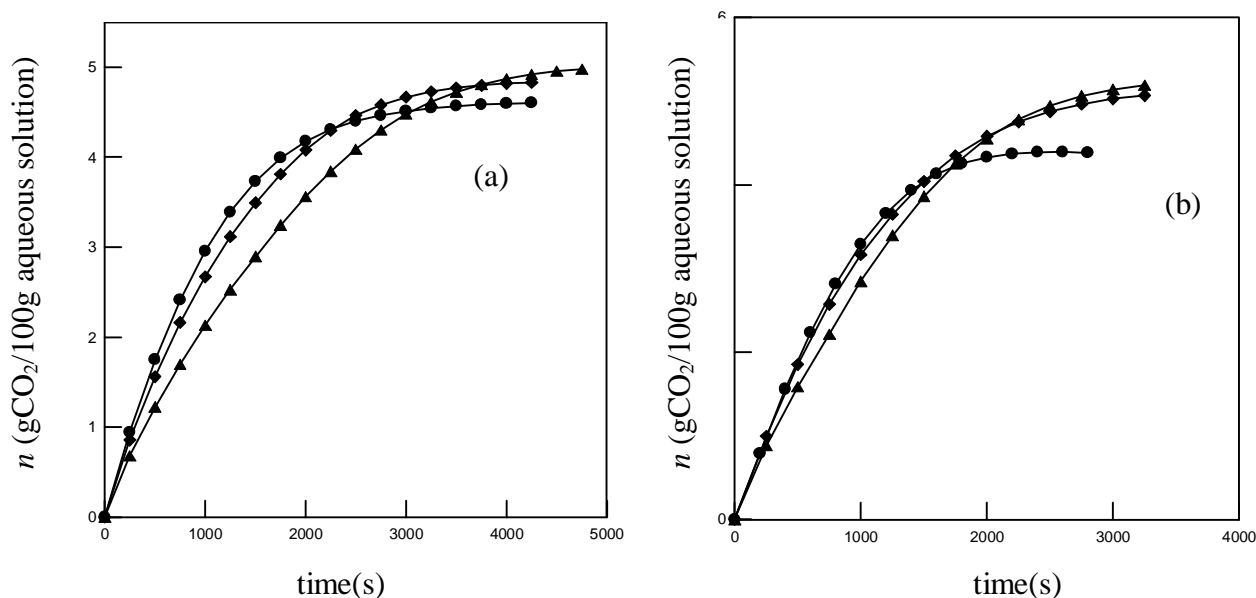 n (gCO₂/100g aqueous solution)
5
4
3
2
1
0
(a)
0 1000 2000 3000 4000 5000
time(s)
n (gCO₂/100g aqueous solution)
6
0
(b)
0 1000 2000 3000 4000
time(s)